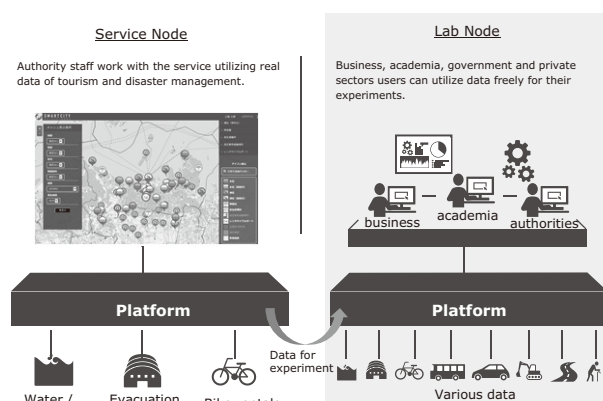 Service Node
Authority staff work with the service utilizing real
data of tourism and disaster management.
SMARTCITY
Platform
Water /
Evacuation
Lab Node
Business, academia, government and private
sectors users can utilize data freely for their
experiments.
business
academia
authorities
Platform
Data for
experiment
Various data